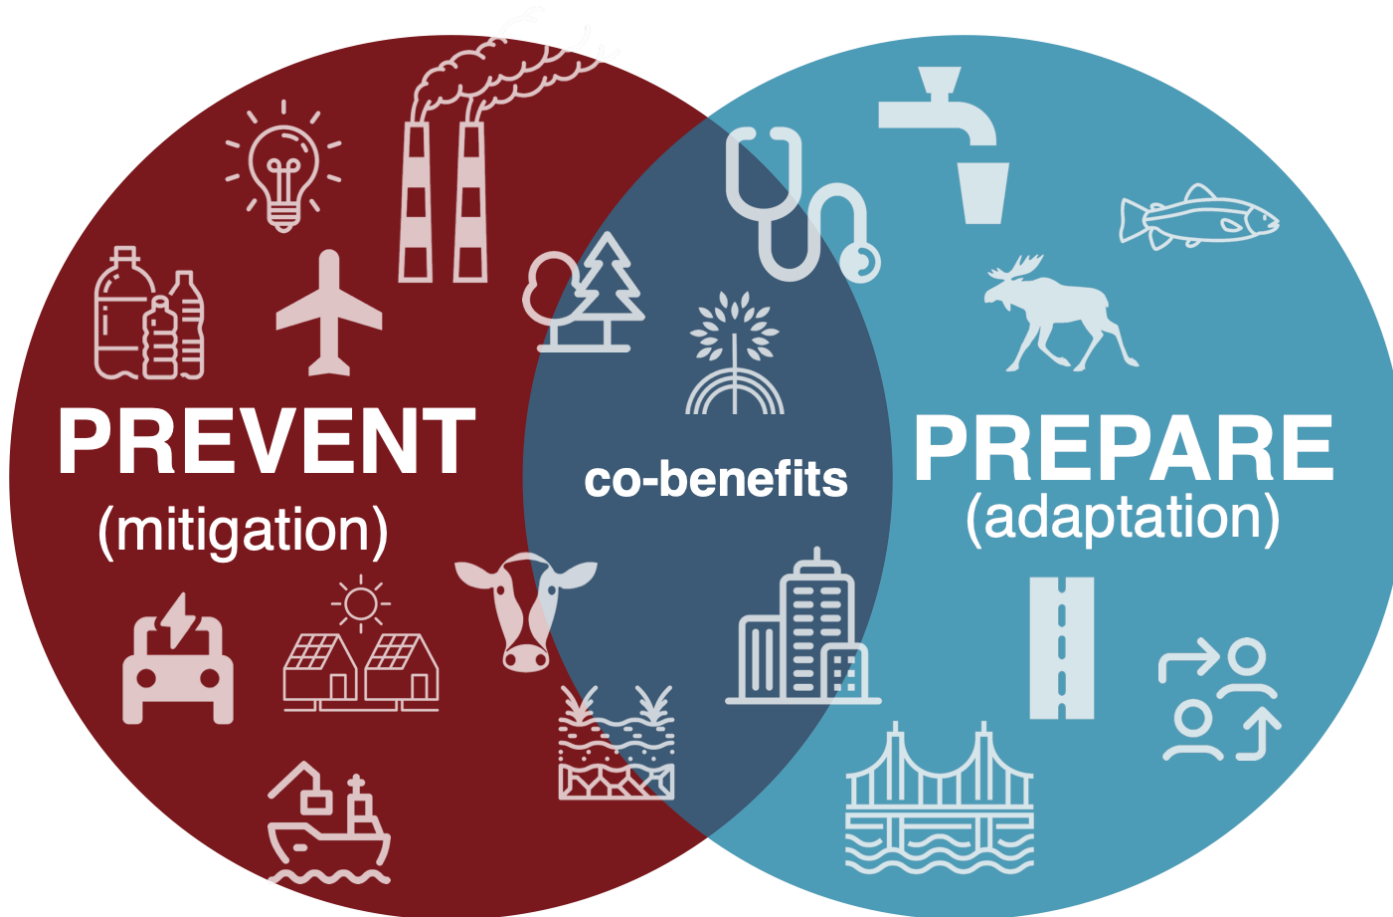 PREVENT
(mitigation)
co-benefits
PREPARE
(adaptation)